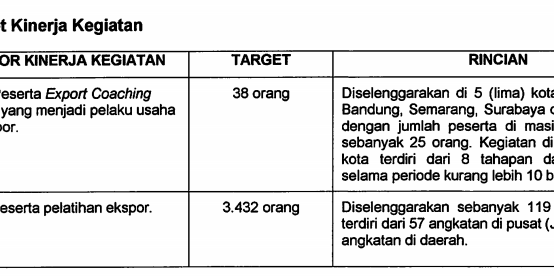 t Kinerja Kegiatan
OR KINERJA KEGIATAN TARGET RINCIAN
eserta Export Coaching
yang menjadi pelaku usaha
or.
38 orang
Diselenggarakan di 5 (lima) kota
Bandung, Semarang, Surabaya
dengan jumlah peserta di masi
sebanyak 25 orang. Kegiatan di
kota terdiri dari 8 tahapan da
selama periode kurang lebih 10 b
eserta pelatihan ekspor.
3.432 orang
Diselenggarakan sebanyak 119
terdiri dari 57 angkatan di pusat (J
angkatan di daerah.